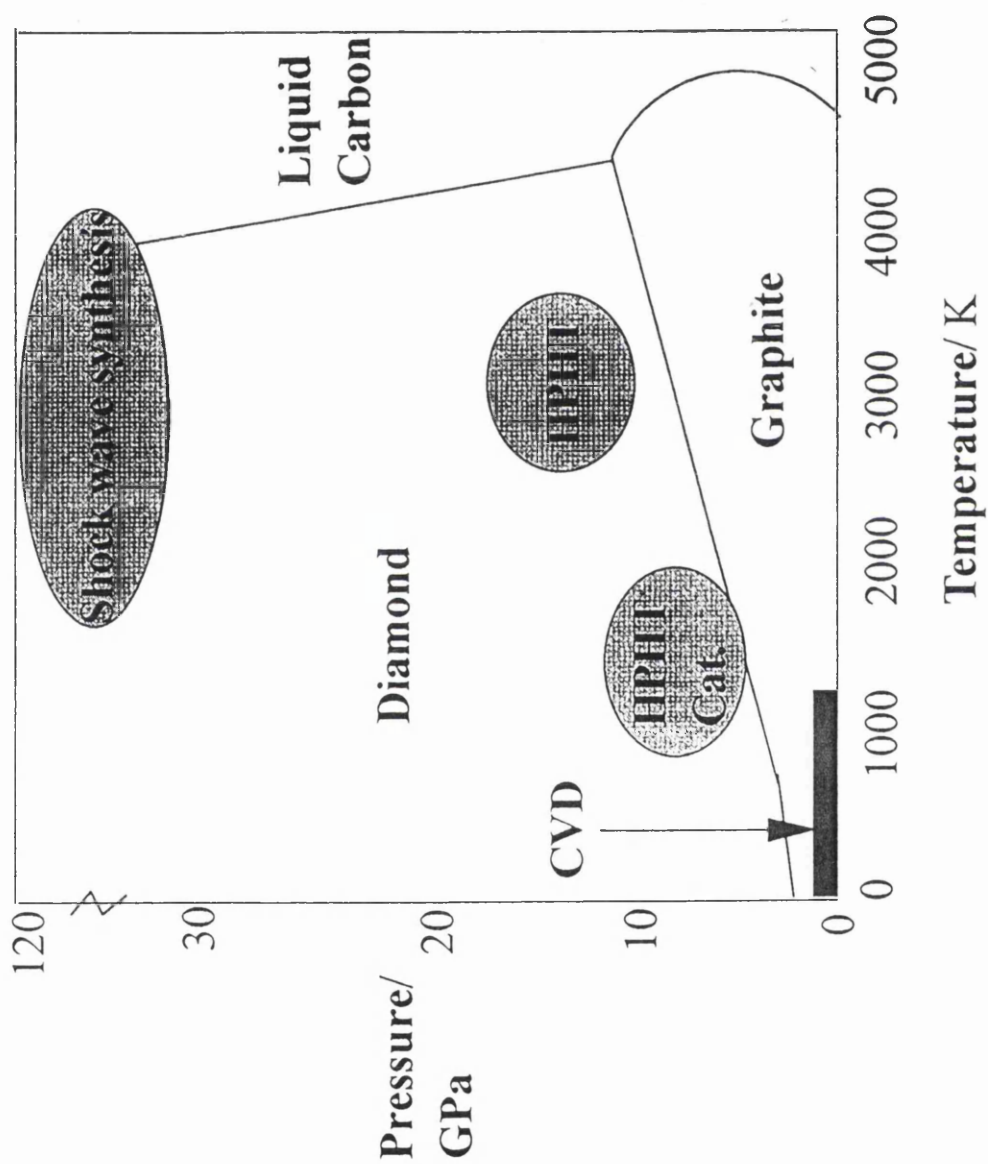 120
30
20
10
0
Pressure/
GPa
Shock wave synthesis
Liquid
Carbon
Diamond
HPHT
HPHT
Cat.
CVD
Graphite
0
1000
2000
3000
4000
5000
Temperature/ K